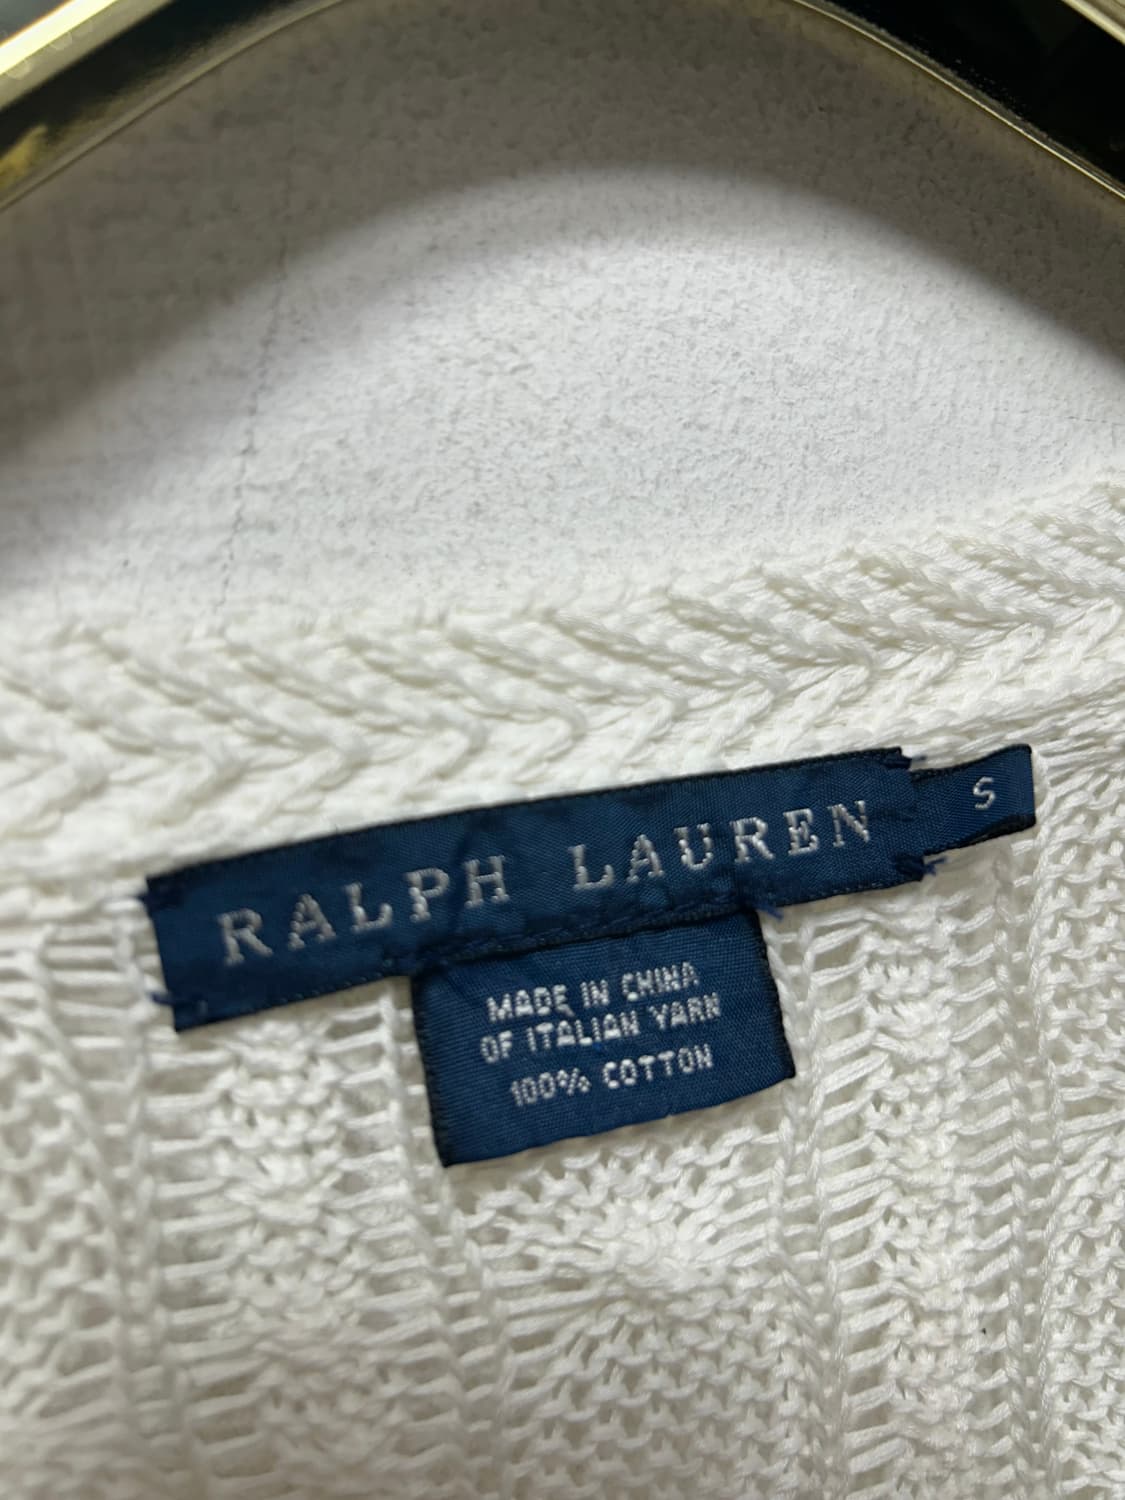 RALPH LAUREN
S
MADE IN CHINA
OF ITALIAN YARN
100% COTTON